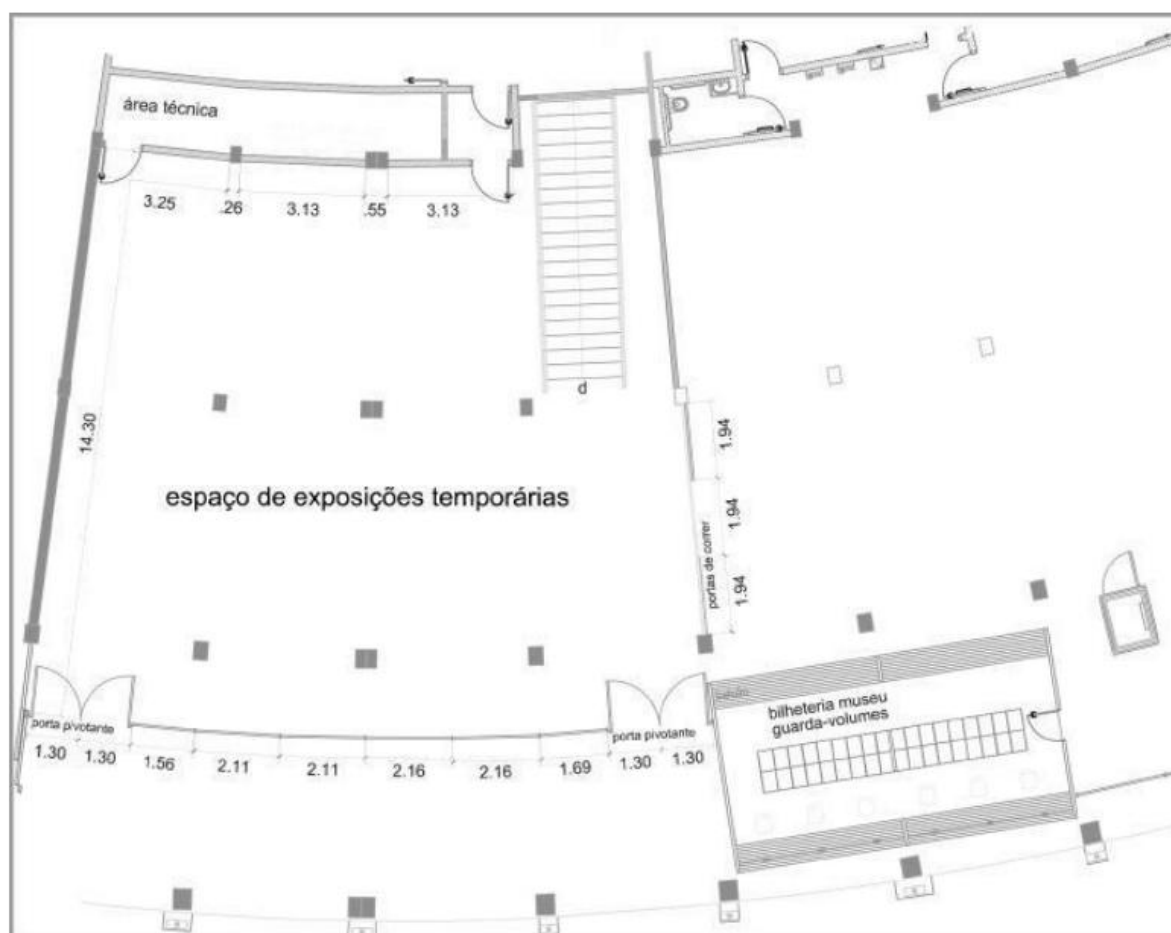 área técnica
3.25
.26
3.13
.55
3.13
d
14.30
1.94
espaço de exposições temporárias
1.94
portas de correr
1.94
porta pivotante
porta pivotante
bilheteria museu
guarda-volumes
1.30
1.30
1.56
2.11
2.11
2.16
2.16
1.69
1.30
1.30